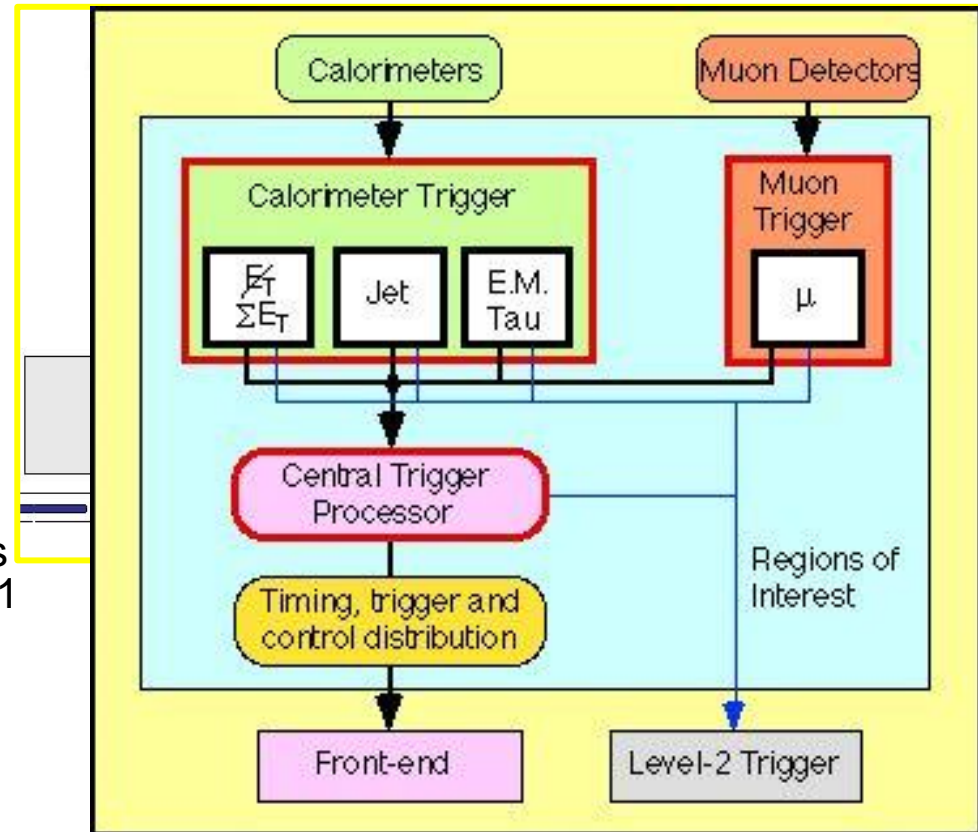 Calorimeters
Muon Detectors
Calorimeter Trigger
Muon
Trigger
E̸T
ΣET
Jet
E.M.
Tau
μ
Central Trigger
Processor
Regions of
Interest
s
1
Timing, trigger and
control distribution
Front-end
Level-2 Trigger